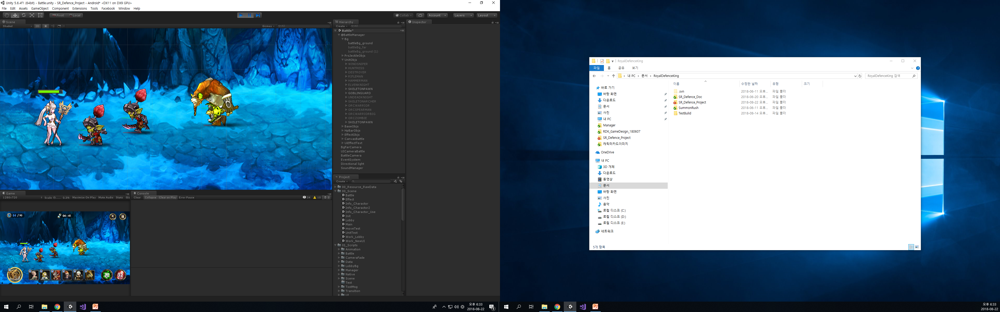 Unity 5.6.4f1 (64bit) - Battle.unity - SR_Defence_Project - Android* <DX11 on DX9 GPU>
File Edit Assets GameObject Component Extensions Tools Facebook Window Help
Pivot Local
Collab Account Layers Layout
Scene
Shaded 2D Gizmos All
Hierarchy
Create All
Battle*
@BattleManager
Bg
battleBg_ground
battleBg_far
battleBg_ground (1)
ProJectileObjs
UnitObjs
WINDSNIPER
HUNTRESS
DESTROYER
RIFLEMAN
HAMMERMAN
ELVENKNIGHT
SKELETONPAWN
GOBLINGUARD
UNDEADKNIGHT
SKELETONARCHER
ORCWARRIOR
ORCSPEARMAN
ORCWARRIORBIG
ORCZOMBIE
SKELETONPAWN
BaseObjs
HpBarObjs
EffectObjs
CanvasBattle
UiEffectText
BgFarCamera
UICameraBattle
BattleCamera
EventSystem
Directional light
SoundManager
Inspector
Project
Create
00_Resource_RawData
00_Scene
Battle
Effect
Info_Charactor
Info_Charactor2
Info_Charactor_Use
Init
Lobby
Main
moveTest
UnitTest
Work_Lobby
Work_NewUI
01_Scripts
Animation
Battle
CameraFade
Data
LobbyBg
Manager
Native
Scene
Test
TostMsg
Transition
UI
Game
1280x720 Scale 0.39 Maximize On Play Mute Audio Stats Giz
84 / 90
04 : 41
RECHARGE
22 32
Console
Clear Collapse Clear on Play Error Pause 34 10 0
오후 6:33
2018-08-22
1
RoyalDefenceKing
파일 홈 공유 보기
내 PC 문서 RoyalDefenceKing
RoyalDefenceKing 검색
이름 수정한 날짜 유형 크기
.svn 2018-06-11 오후... 파일 폴더
SR_Defence_Doc 2018-06-20 오후... 파일 폴더
SR_Defence_Project 2018-08-22 오후... 파일 폴더
SummonRush 2018-06-11 오후... 파일 폴더
TestBulid 2018-08-14 오후... 파일 폴더
바로 가기
바탕 화면
다운로드
문서
사진
내 PC
Manager
RDK_GameDesign_180607
SR_Defence_Project
캐릭터카드이미지
OneDrive
내 PC
3D 개체
다운로드
동영상
문서
바탕 화면
사진
음악
로컬 디스크 (C:)
로컬 디스크 (D:)
로컬 디스크 (E:)
네트워크
5개 항목
오후 6:33
2018-08-22